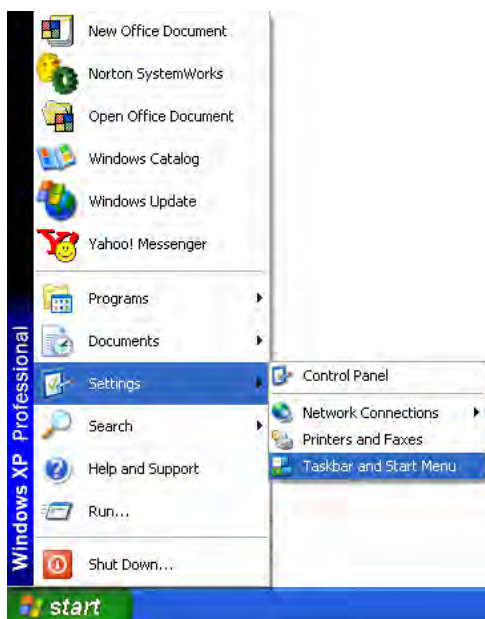 New Office Document
Norton SystemWorks
Open Office Document
Windows Catalog
Windows Update
Yahoo! Messenger
Programs
Documents
Settings
Search
Help and Support
Run...
Shut Down...
Control Panel
Network Connections
Printers and Faxes
Taskbar and Start Menu
Windows XP Professional
start